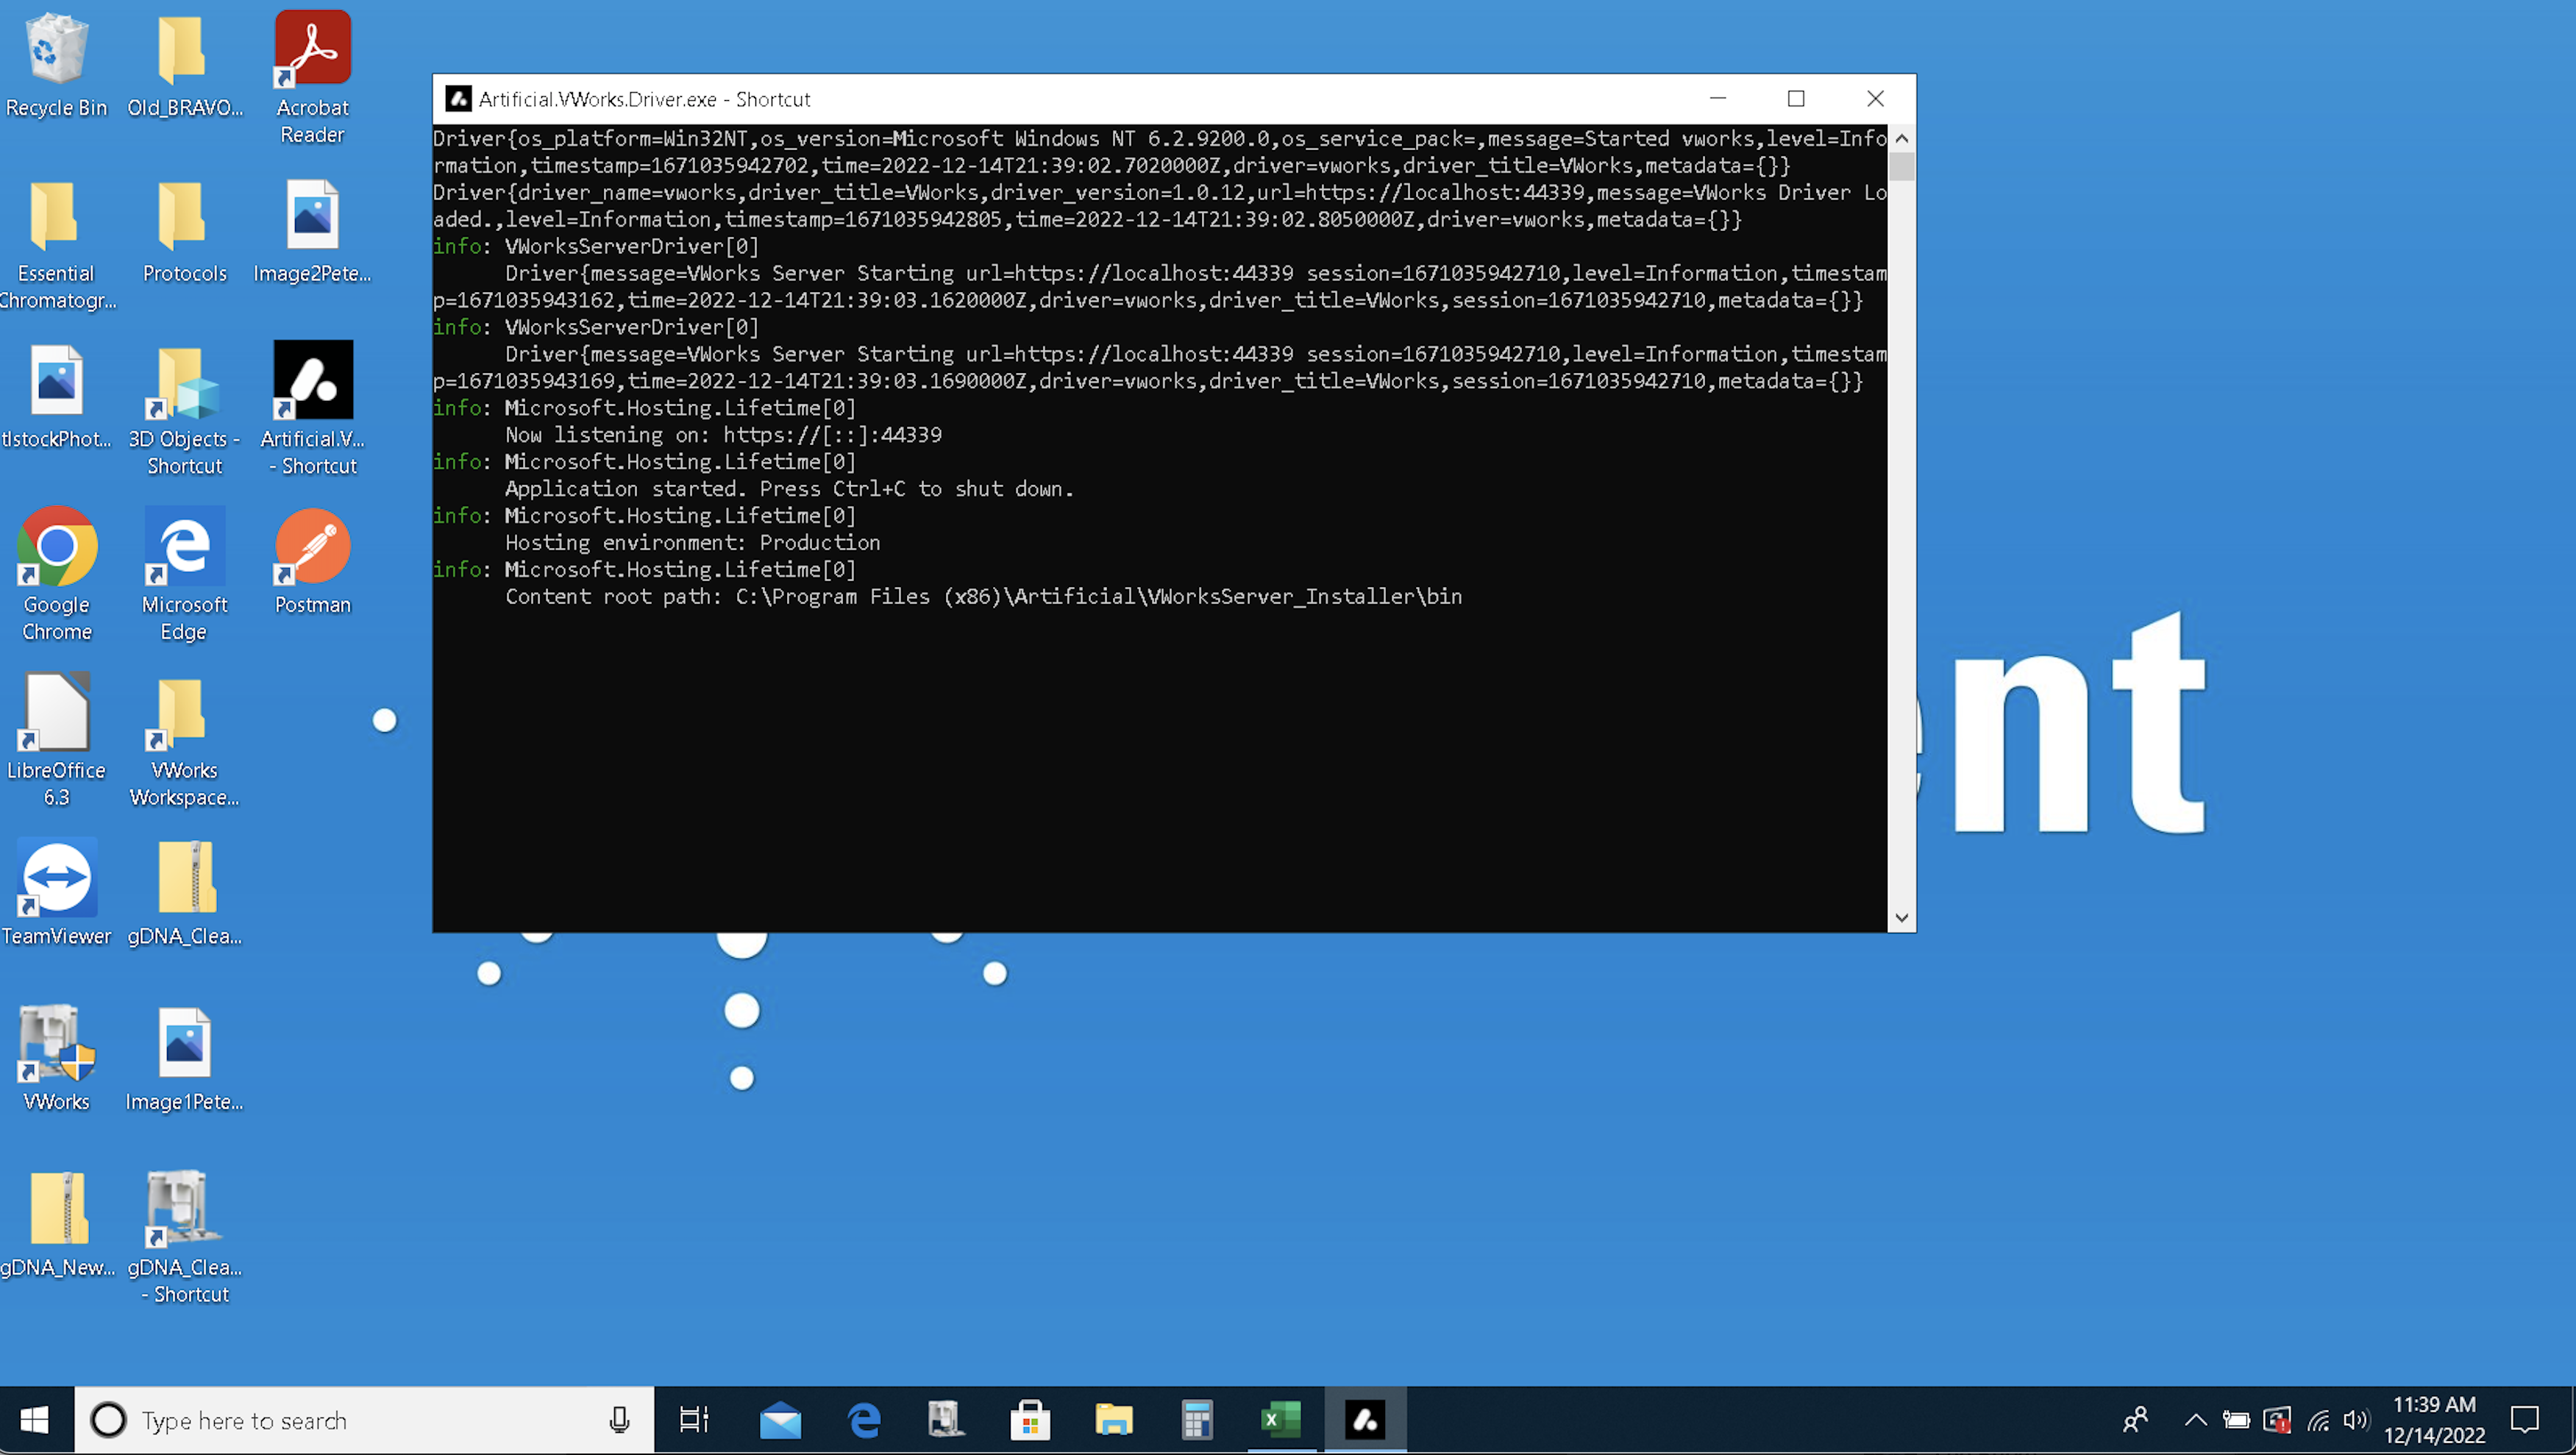 Recycle Bin
Old_BRAVO...
Acrobat
Reader
Essential
Chromatogr...
Protocols
Image2Pete...
tlstockPhot...
3D Objects -
Shortcut
Artificial.V...
- Shortcut
Google
Chrome
Microsoft
Edge
Postman
LibreOffice
6.3
VWorks
Workspace...
TeamViewer
gDNA_Clea...
VWorks
Image1Pete...
gDNA_New...
gDNA_Clea...
- Shortcut
Artificial.VWorks.Driver.exe - Shortcut
Driver{os_platform=Win32NT,os_version=Microsoft Windows NT 6.2.9200.0,os_service_pack=,message=Started vworks,level=Info
rmation,timestamp=1671035942702,time=2022-12-14T21:39:02.7020000Z,driver=vworks,driver_title=VWorks,metadata={}}
Driver{driver_name=vworks,driver_title=VWorks,driver_version=1.0.12,url=https://localhost:44339,message=VWorks Driver Lo
aded.,level=Information,timestamp=1671035942805,time=2022-12-14T21:39:02.8050000Z,driver=vworks,metadata={}}
info: VWorksServerDriver[0]
Driver{message=VWorks Server Starting url=https://localhost:44339 session=1671035942710,level=Information,timestam
p=1671035943162,time=2022-12-14T21:39:03.1620000Z,driver=vworks,driver_title=VWorks,session=1671035942710,metadata={}}
info: VWorksServerDriver[0]
Driver{message=VWorks Server Starting url=https://localhost:44339 session=1671035942710,level=Information,timestam
p=1671035943169,time=2022-12-14T21:39:03.1690000Z,driver=vworks,driver_title=VWorks,session=1671035942710,metadata={}}
info: Microsoft.Hosting.Lifetime[0]
Now listening on: https://[::]:44339
info: Microsoft.Hosting.Lifetime[0]
Application started. Press Ctrl+C to shut down.
info: Microsoft.Hosting.Lifetime[0]
Hosting environment: Production
info: Microsoft.Hosting.Lifetime[0]
Content root path: C:\Program Files (x86)\Artificial\VWorksServer_Installer\bin
nt
Type here to search
11:39 AM
12/14/2022